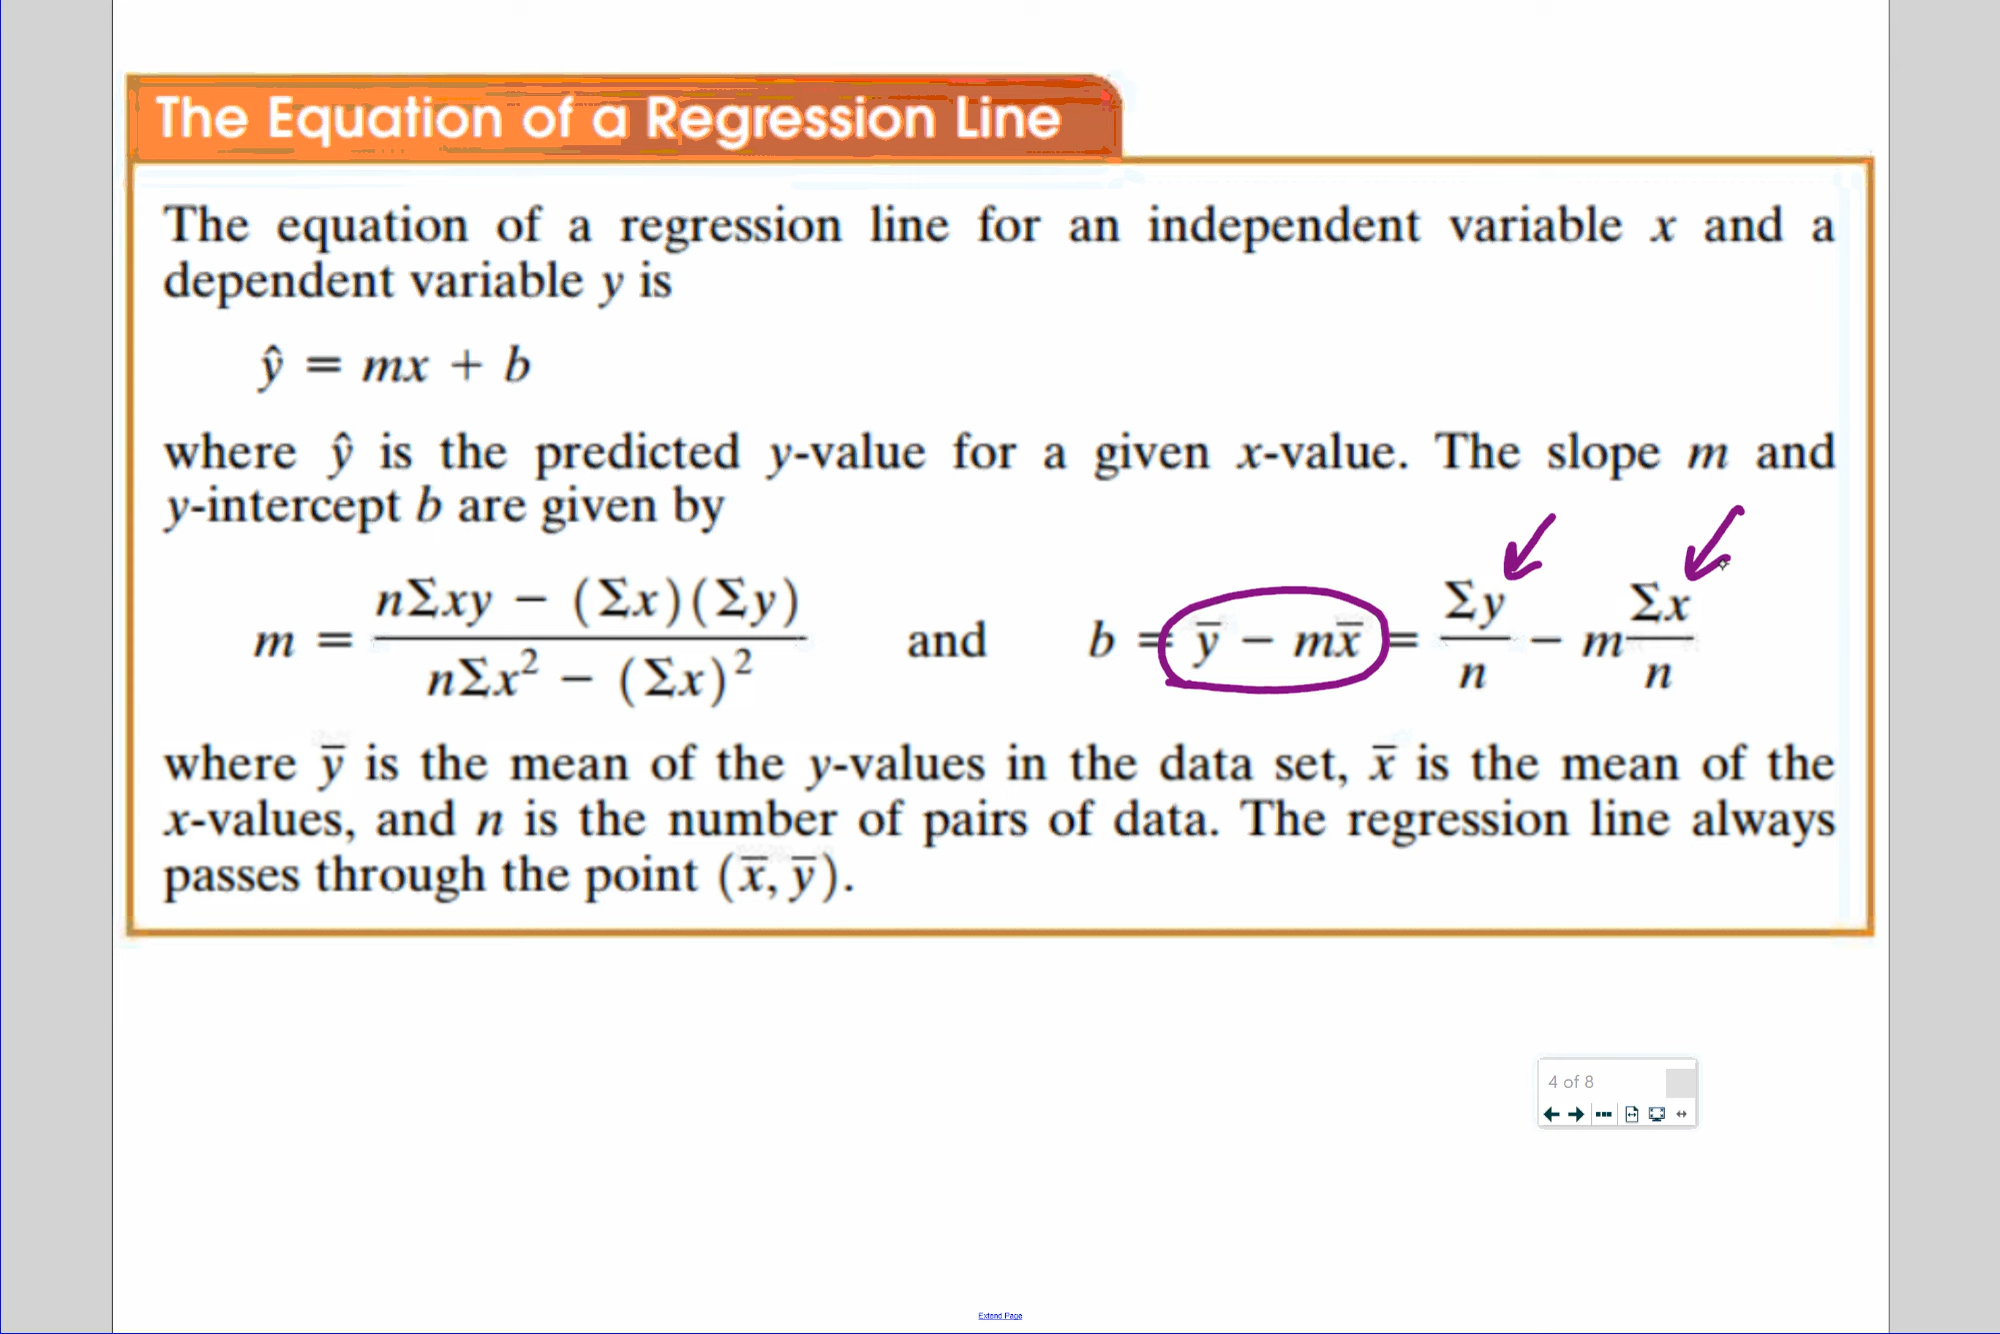 The Equation of a Regression Line
The equation of a regression line for an independent variable x and a
dependent variable y is
ŷ = mx + b
where ŷ is the predicted y-value for a given x-value. The slope m and
y-intercept b are given by
m = (nΣxy − (Σx)(Σy)) / (nΣx² − (Σx)²) and b = y̅ − mx̅ = Σy/n − m Σx/n
where y̅ is the mean of the y-values in the data set, x̅ is the mean of the
x-values, and n is the number of pairs of data. The regression line always
passes through the point (x̅, y̅).
4 of 8
Extend Page